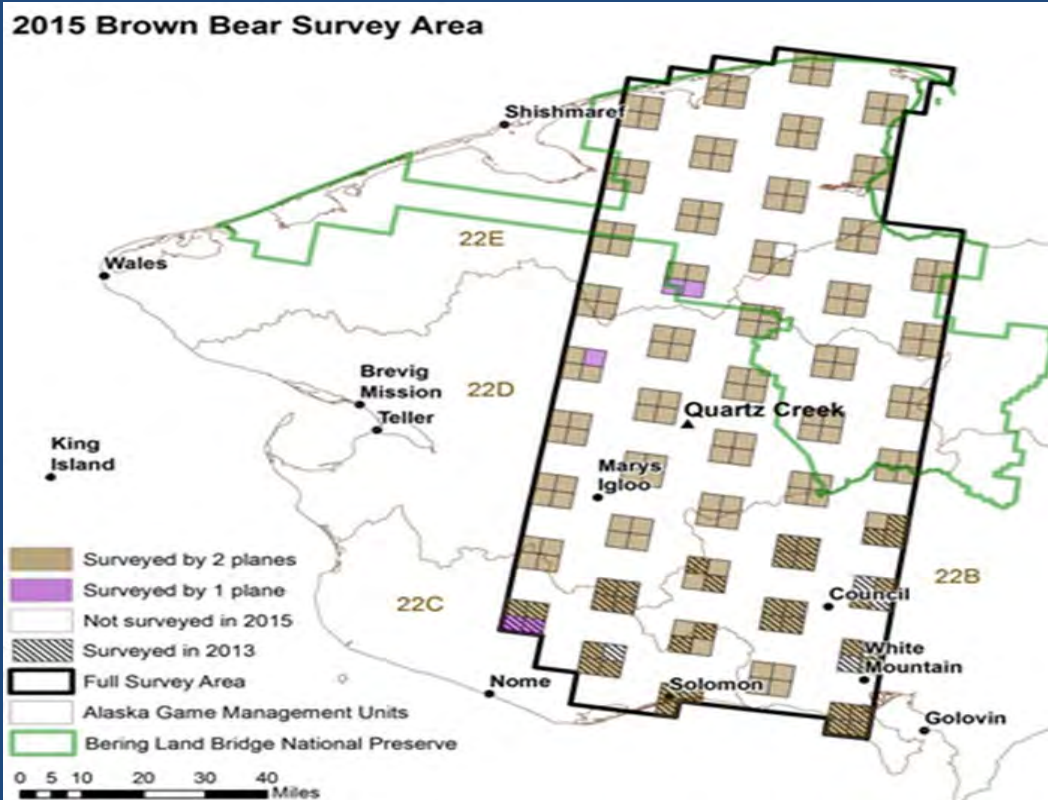 2015 Brown Bear Survey Area
Shishmaref
22E
Wales
Brevig
Mission
22D
Teller
Quartz Creek
King
Island
Marys
Igloo
Surveyed by 2 planes
Surveyed by 1 plane
22B
Not surveyed in 2015
22C
Council
Surveyed in 2013
White
Mountain
Full Survey Area
Nome
Solomon
Alaska Game Management Units
Golovin
Bering Land Bridge National Preserve
0 5 10 20 30 40
Miles